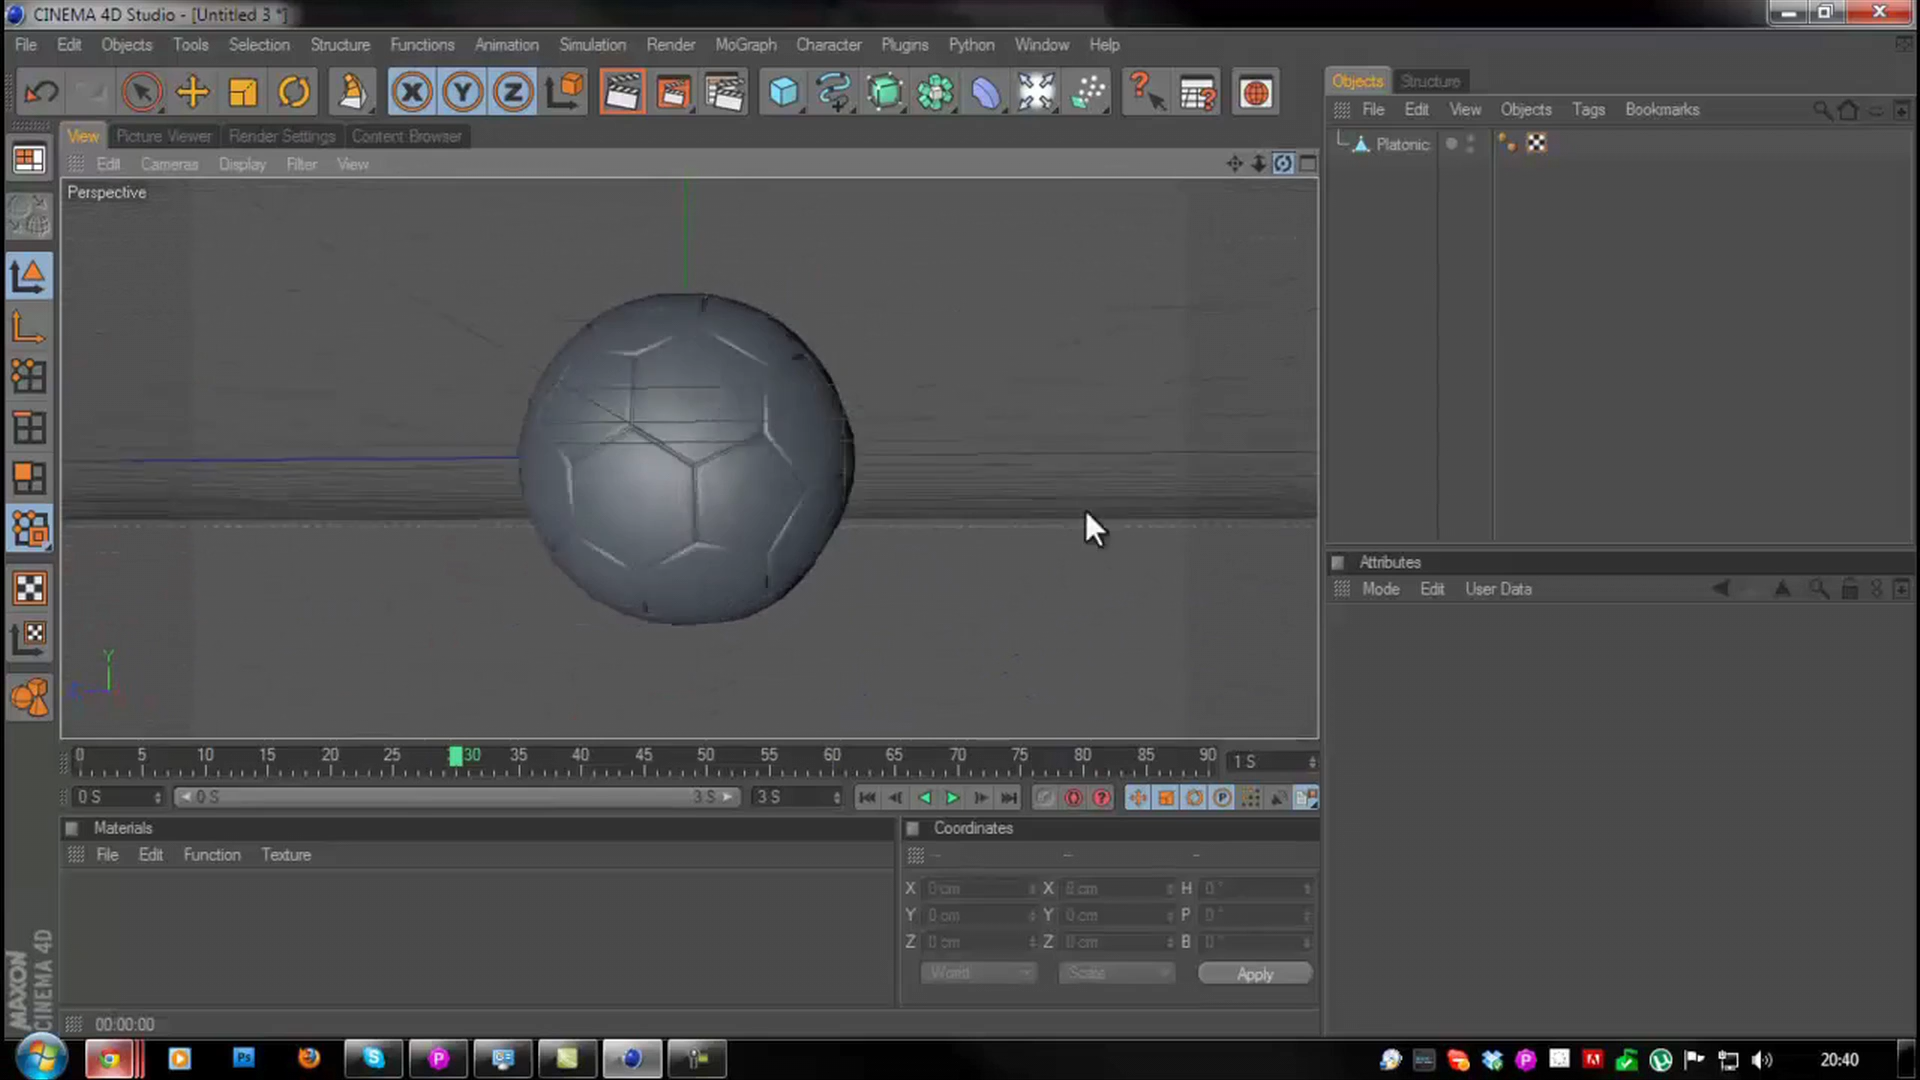 CINEMA 4D Studio - [Untitled 3 *]
File Edit Objects Tools Selection Structure Functions Animation Simulation Render MoGraph Character Plugins Python Window Help
X Y Z
Objects Structure
File Edit View Objects Tags Bookmarks
View Picture Viewer Render Settings Content Browser
Edit Cameras Display Filter View
Platonic
Perspective
Attributes
Mode Edit User Data
Y
Z
0 5 10 15 20 25 30 35 40 45 50 55 60 65 70 75 80 85 90 1 S
0 S 0 S 3 S 3 S
Materials
File Edit Function Texture
Coordinates
-- -- --
X 0 cm X 0 cm H 0 °
Y 0 cm Y 0 cm P 0 °
Z 0 cm Z 0 cm B 0 °
World Scale Apply
MAXON
CINEMA 4D
00:00:00
Ps
20:40